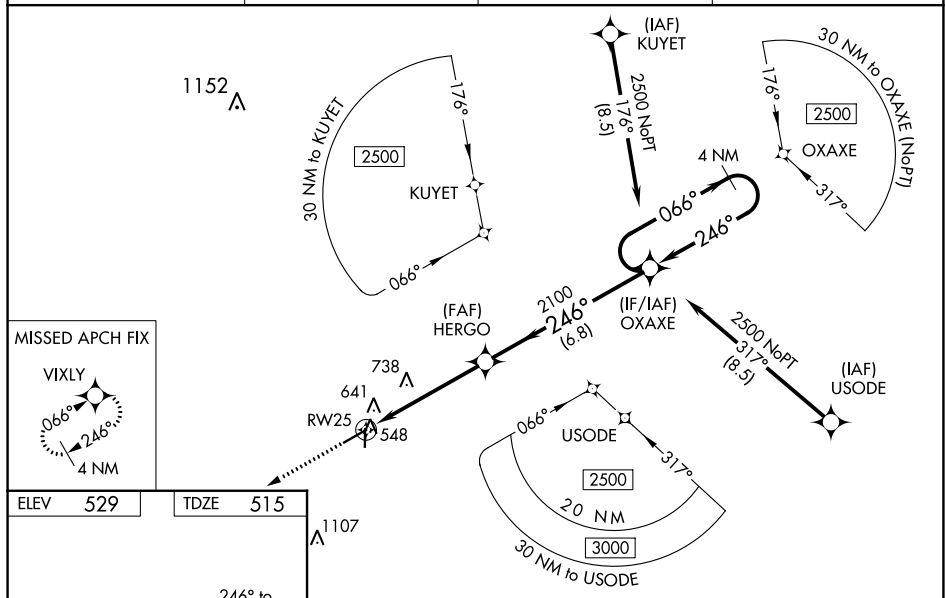 (IAF)
KUYET
1152
30 NM to KUYET
176°
2500
KUYET
066°
2500 NoPT
176°
(8.5)
30 NM to OXAXE (NoPT)
176°
2500
OXAXE
317°
4 NM
066°
246°
(IF/IAF)
OXAXE
2100
246°
(6.8)
(FAF)
HERGO
2500 NoPT
317°
(8.5)
(IAF)
USODE
MISSED APCH FIX
VIXLY
066°
246°
4 NM
738
641
RW25
548
066°
USODE
317°
2500
20 NM
3000
30 NM to USODE
ELEV 529
TDZE 515
1107
246° to